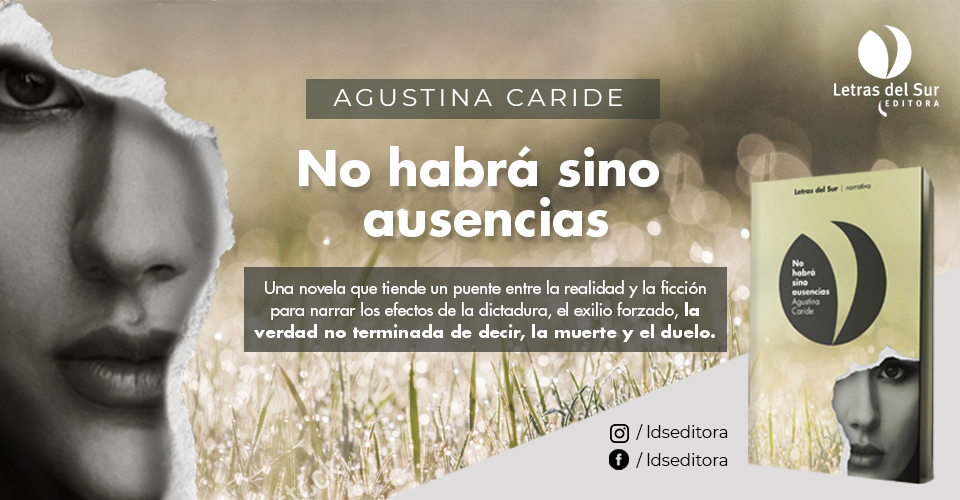 Letras del Sur
EDITORA
AGUSTINA CARIDE
No habrá sino
ausencias
Una novela que tiende un puente entre la realidad y la ficción
para narrar los efectos de la dictadura, el exilio forzado, la
verdad no terminada de decir, la muerte y el duelo.
Letras del Sur | narrativa
No
habrá
sino
ausencias
Agustina
Caride
/ ldseditora
/ ldseditora